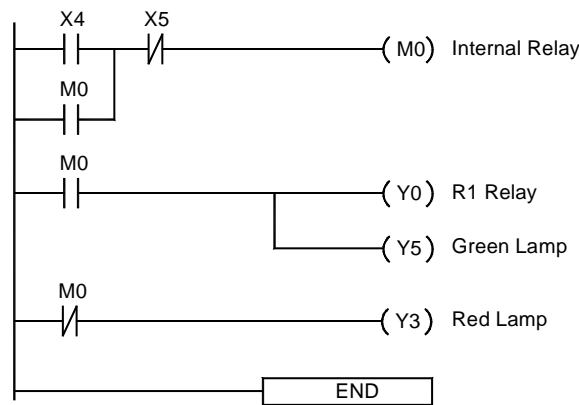 X4 X5
( M0 ) Internal Relay
M0
M0
( Y0 ) R1 Relay
( Y5 ) Green Lamp
M0
( Y3 ) Red Lamp
END